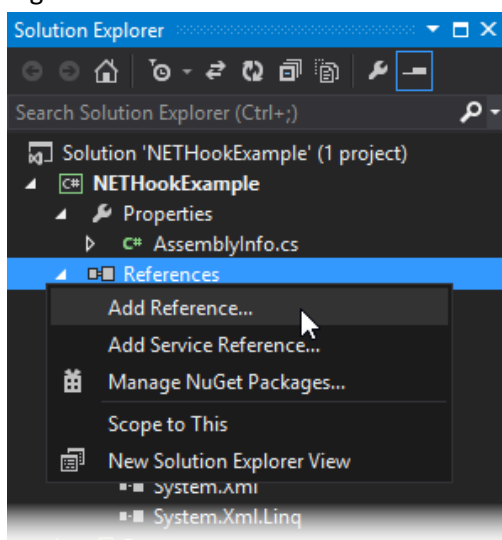 Solution Explorer
Search Solution Explorer (Ctrl+;)
Solution 'NETHookExample' (1 project)
C# NETHookExample
Properties
C# AssemblyInfo.cs
References
Add Reference...
Add Service Reference...
Manage NuGet Packages...
Scope to This
New Solution Explorer View
System.Xml
System.Xml.Linq